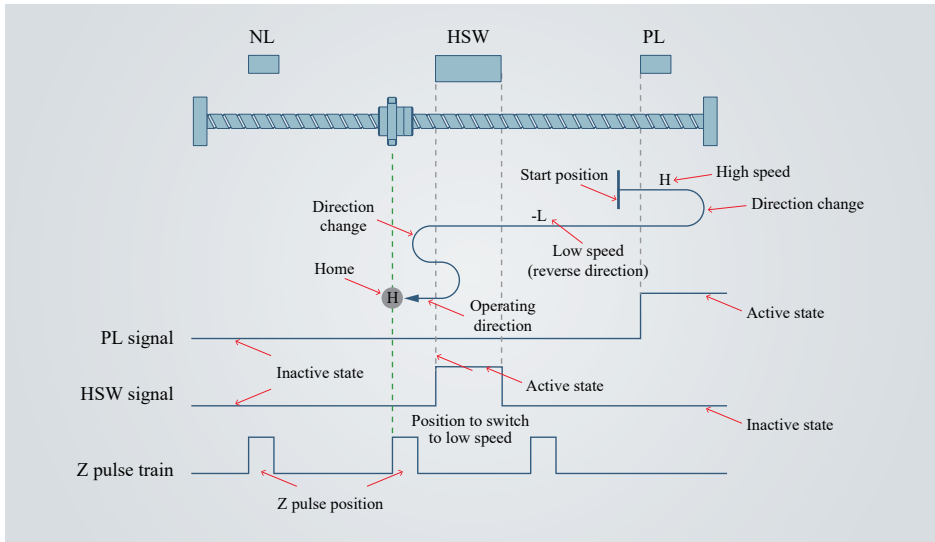 NL
HSW
PL
Start position
H
High speed
Direction change
Direction
change
-L
Low speed
(reverse direction)
Home
H
Operating
direction
PL signal
Active state
Inactive state
HSW signal
Active state
Position to switch
to low speed
Inactive state
Z pulse train
Z pulse position